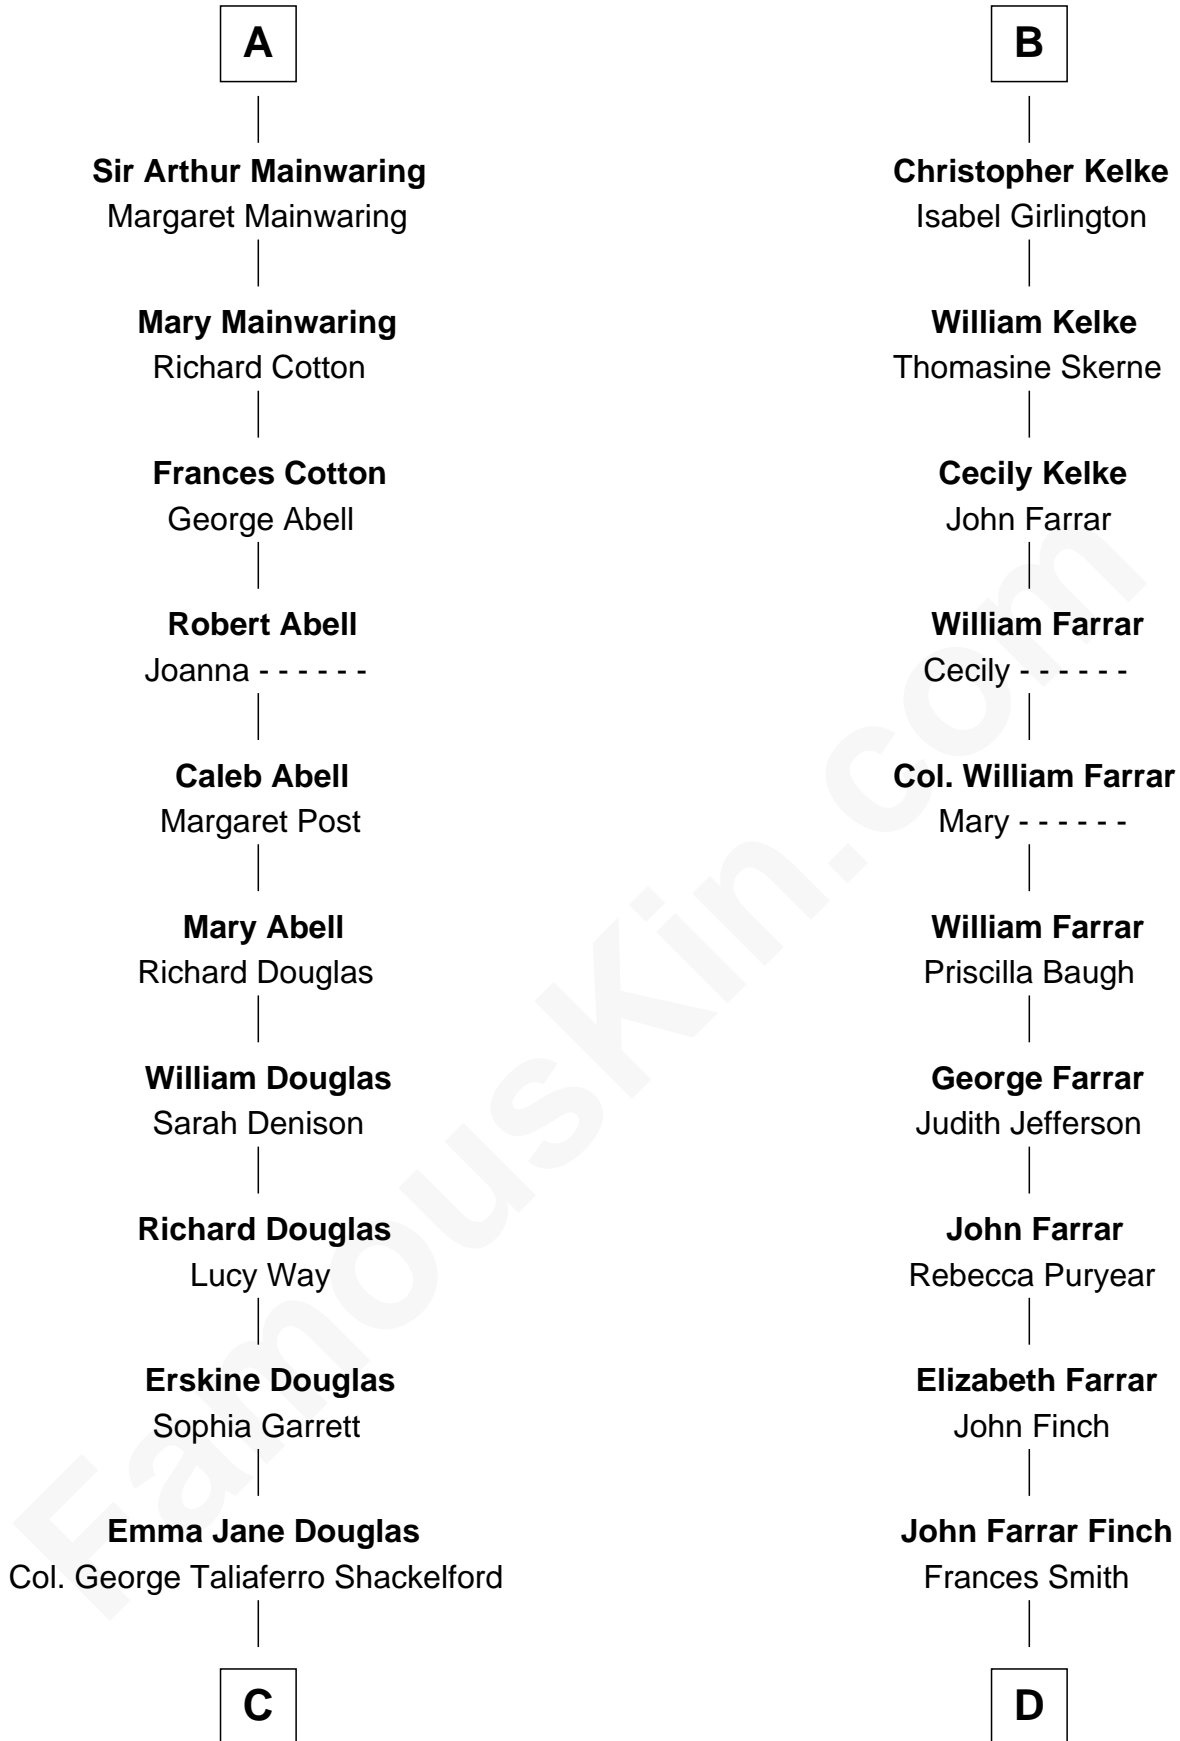 A
Sir Arthur Mainwaring
Margaret Mainwaring
Mary Mainwaring
Richard Cotton
Frances Cotton
George Abell
Robert Abell
Joanna - - - - - -
Caleb Abell
Margaret Post
Mary Abell
Richard Douglas
William Douglas
Sarah Denison
Richard Douglas
Lucy Way
Erskine Douglas
Sophia Garrett
Emma Jane Douglas
Col. George Taliaferro Shackelford
C
B
Christopher Kelke
Isabel Girlington
William Kelke
Thomasine Skerne
Cecily Kelke
John Farrar
William Farrar
Cecily - - - - - -
Col. William Farrar
Mary - - - - - -
William Farrar
Priscilla Baugh
George Farrar
Judith Jefferson
John Farrar
Rebecca Puryear
Elizabeth Farrar
John Finch
John Farrar Finch
Frances Smith
D
FamousKin.com